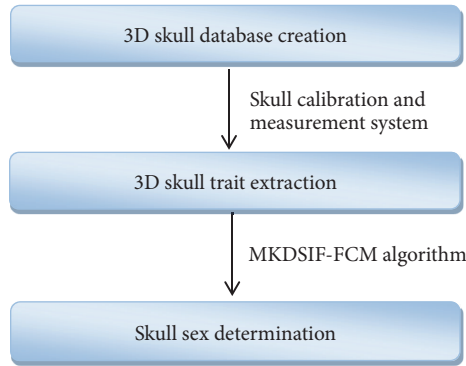 3D skull database creation
Skull calibration and
measurement system
3D skull trait extraction
MKDSIF-FCM algorithm
Skull sex determination